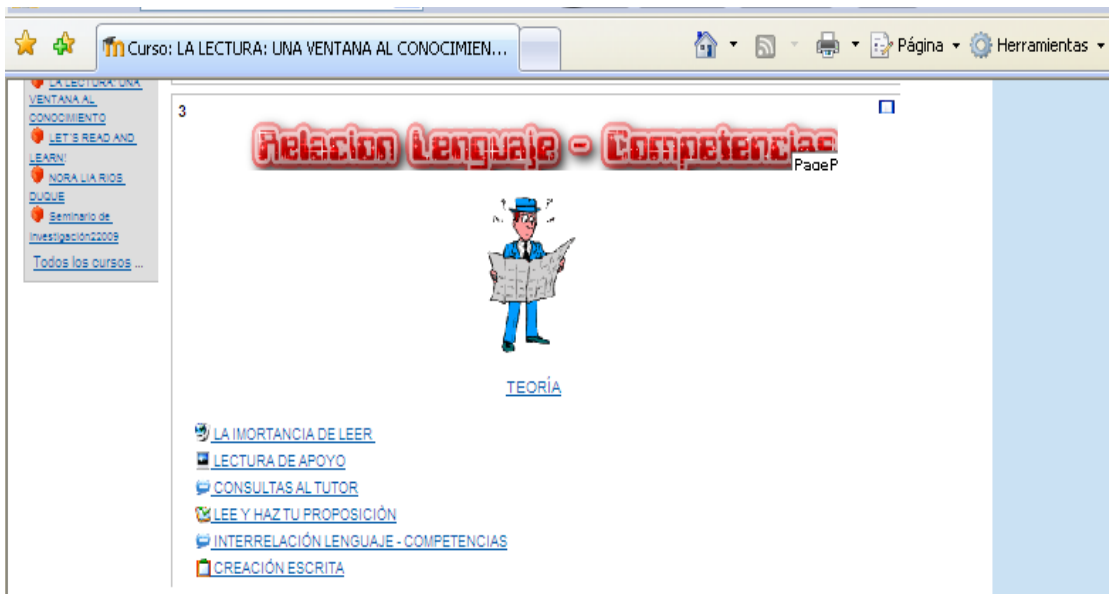 Curso: LA LECTURA: UNA VENTANA AL CONOCIMIEN...
Página
Herramientas
LA LECTURA: UNA
VENTANA AL
CONOCIMIENTO
LET'S READ AND
LEARN!
NORA LIA RIOS
DUQUE
Seminario de
Investigación22009
Todos los cursos ...
3
Relacion Lenguaje - Competencias
PageP
TEORÍA
LA IMORTANCIA DE LEER
LECTURA DE APOYO
CONSULTAS AL TUTOR
LEE Y HAZ TU PROPOSICIÒN
INTERRELACIÓN LENGUAJE - COMPETENCIAS
CREACIÓN ESCRITA